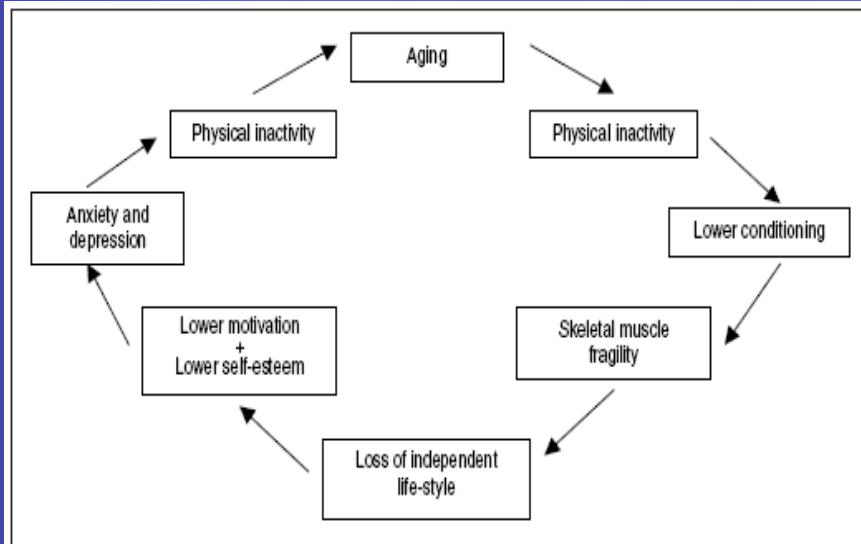 Aging
Physical inactivity
Lower conditioning
Skeletal muscle
fragility
Loss of independent
life-style
Lower motivation
+
Lower self-esteem
Anxiety and
depression
Physical inactivity